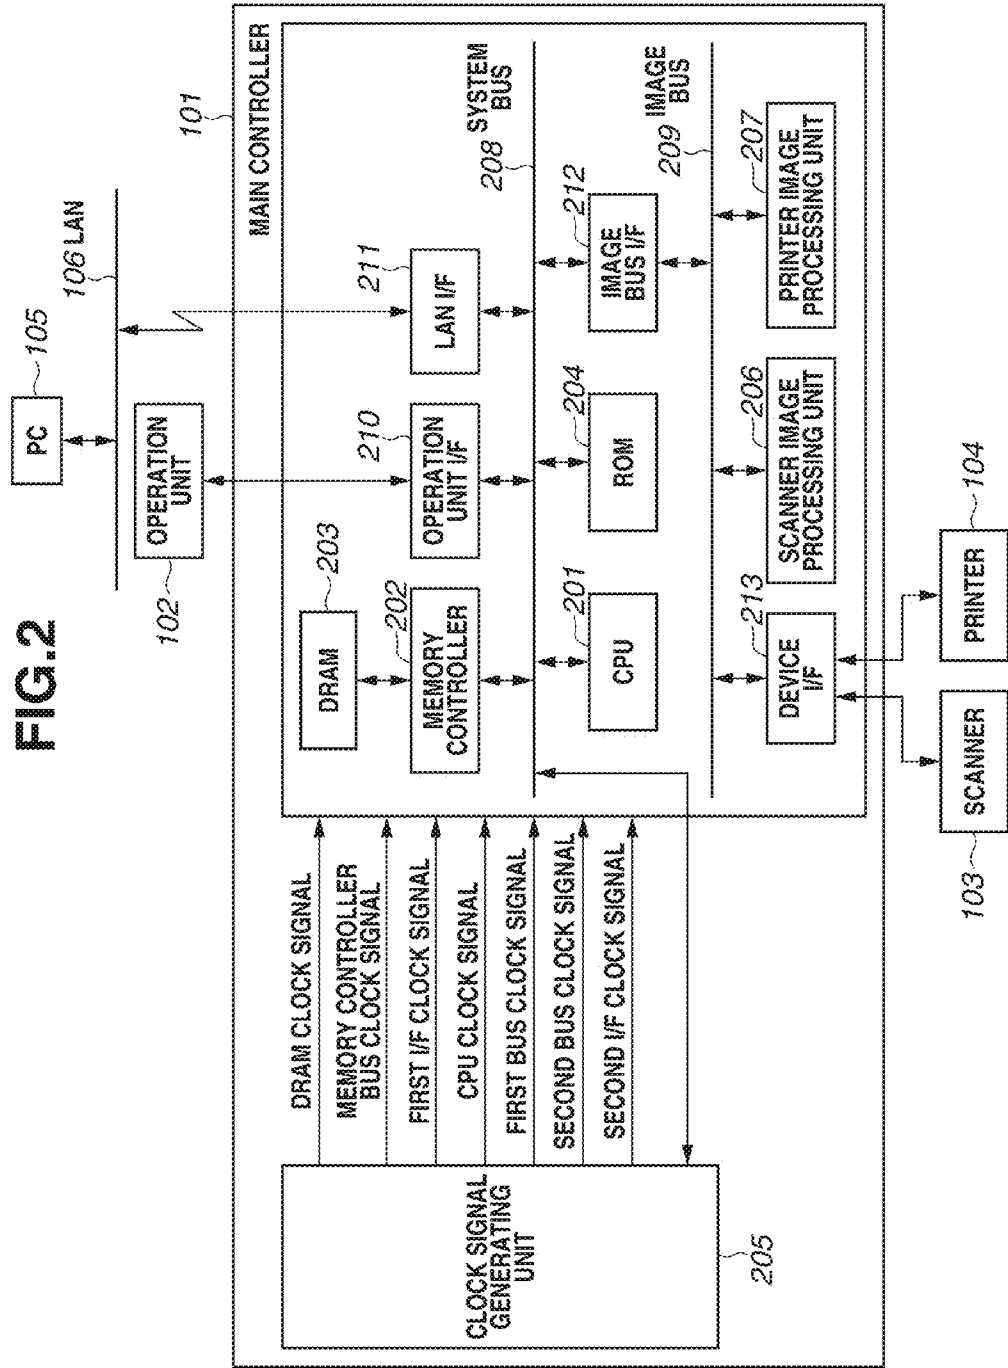 FIG.2
PC
105
106 LAN
OPERATION
UNIT
102
101
MAIN CONTROLLER
DRAM
203
MEMORY
CONTROLLER
202
OPERATION
UNIT I/F
210
LAN I/F
211
SYSTEM
BUS
208
CPU
201
ROM
204
IMAGE
BUS I/F
212
IMAGE
BUS
209
DEVICE
I/F
213
SCANNER IMAGE
PROCESSING UNIT
206
PRINTER IMAGE
PROCESSING UNIT
207
DRAM CLOCK SIGNAL
MEMORY CONTROLLER
BUS CLOCK SIGNAL
FIRST I/F CLOCK SIGNAL
CPU CLOCK SIGNAL
FIRST BUS CLOCK SIGNAL
SECOND BUS CLOCK SIGNAL
SECOND I/F CLOCK SIGNAL
CLOCK SIGNAL
GENERATING
UNIT
205
SCANNER
103
PRINTER
104